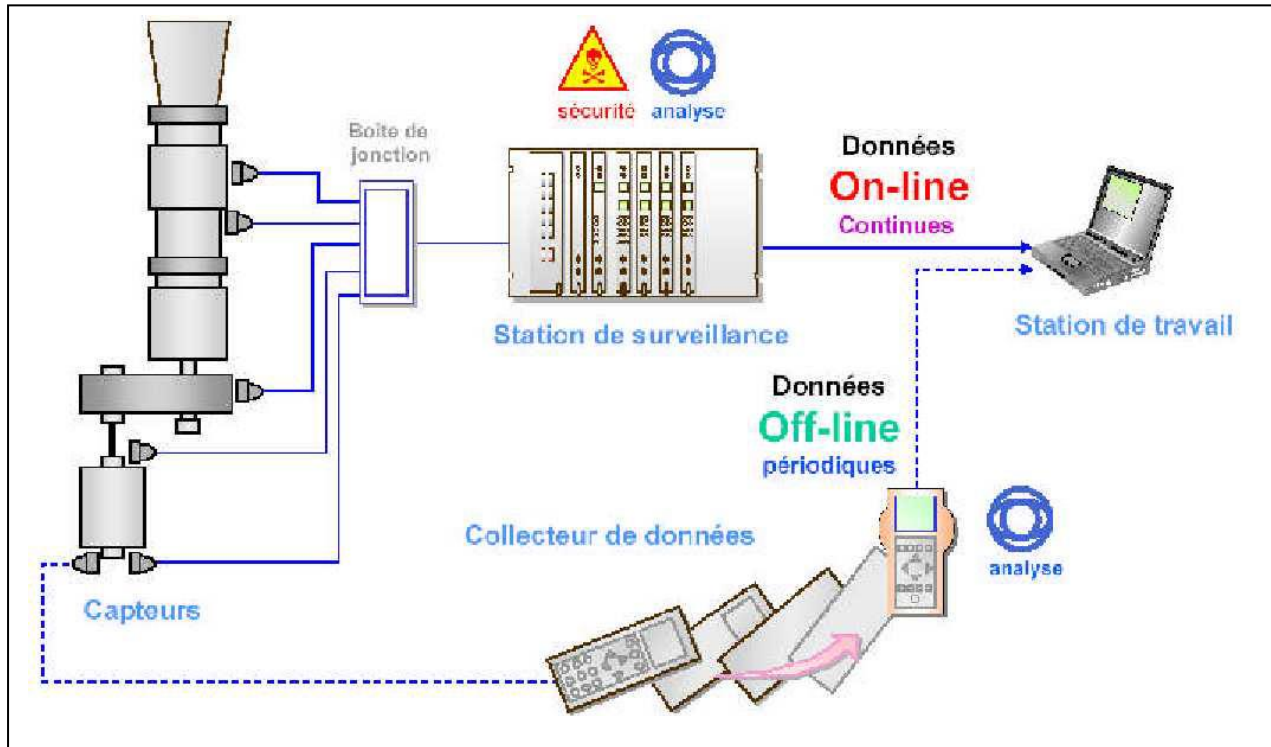 sécurité
analyse
Boite de
jonction
Données
On-line
Continues
Station de surveillance
Station de travail
Données
Off-line
périodiques
Collecteur de données
analyse
Capteurs